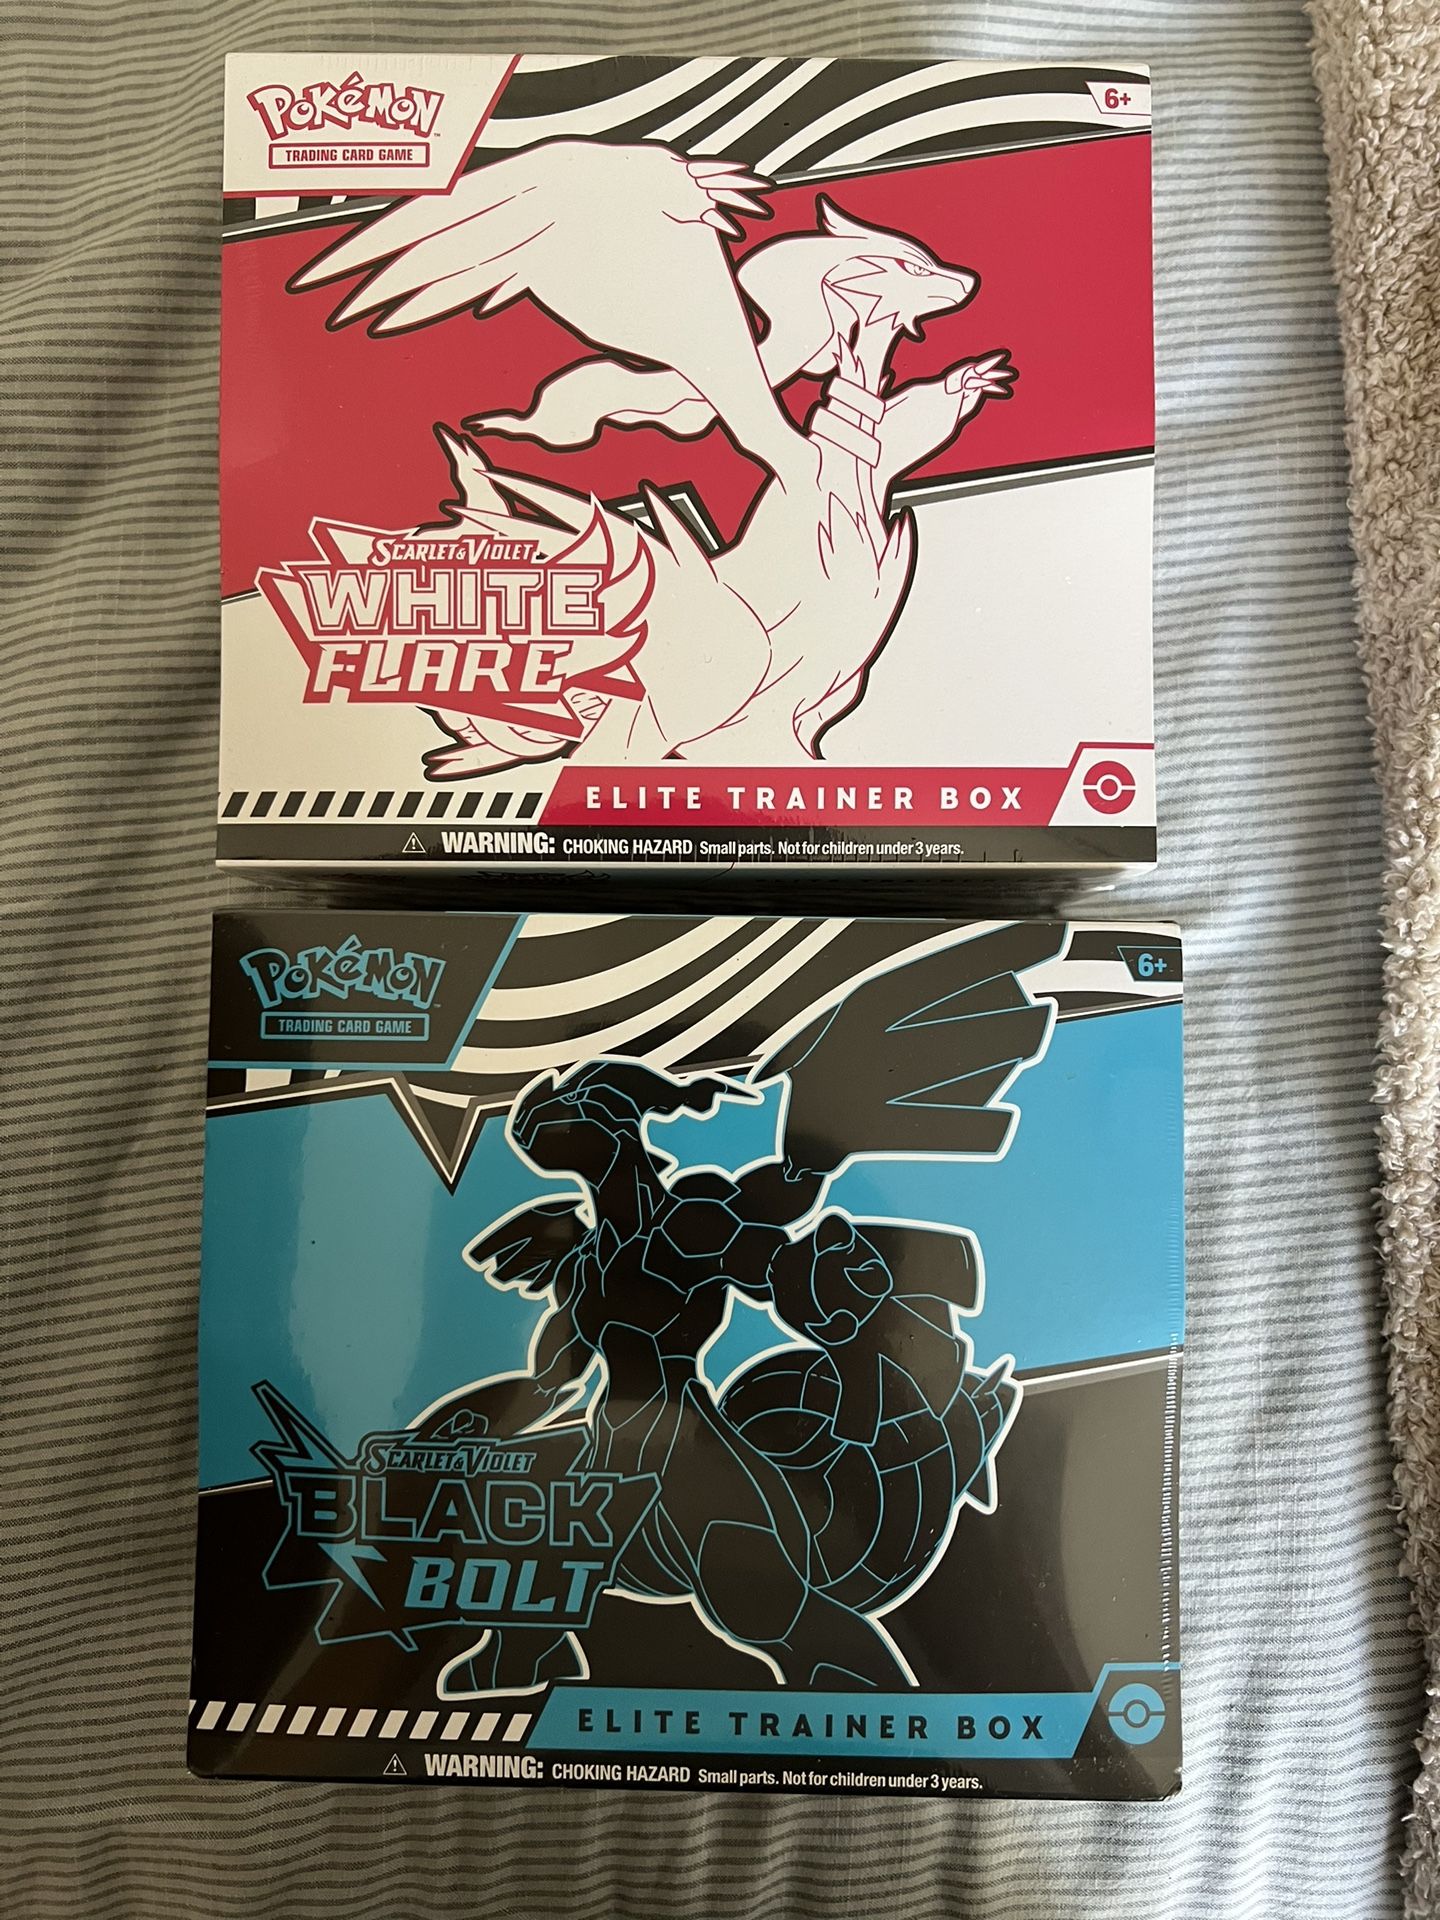 POKéMON
TRADING CARD GAME
6+
SCARLET & VIOLET
WHITE
FLARE
ELITE TRAINER BOX
⚠ WARNING: CHOKING HAZARD Small parts. Not for children under 3 years.
POKéMON
TRADING CARD GAME
6+
SCARLET & VIOLET
BLACK
BOLT
ELITE TRAINER BOX
⚠ WARNING: CHOKING HAZARD Small parts. Not for children under 3 years.